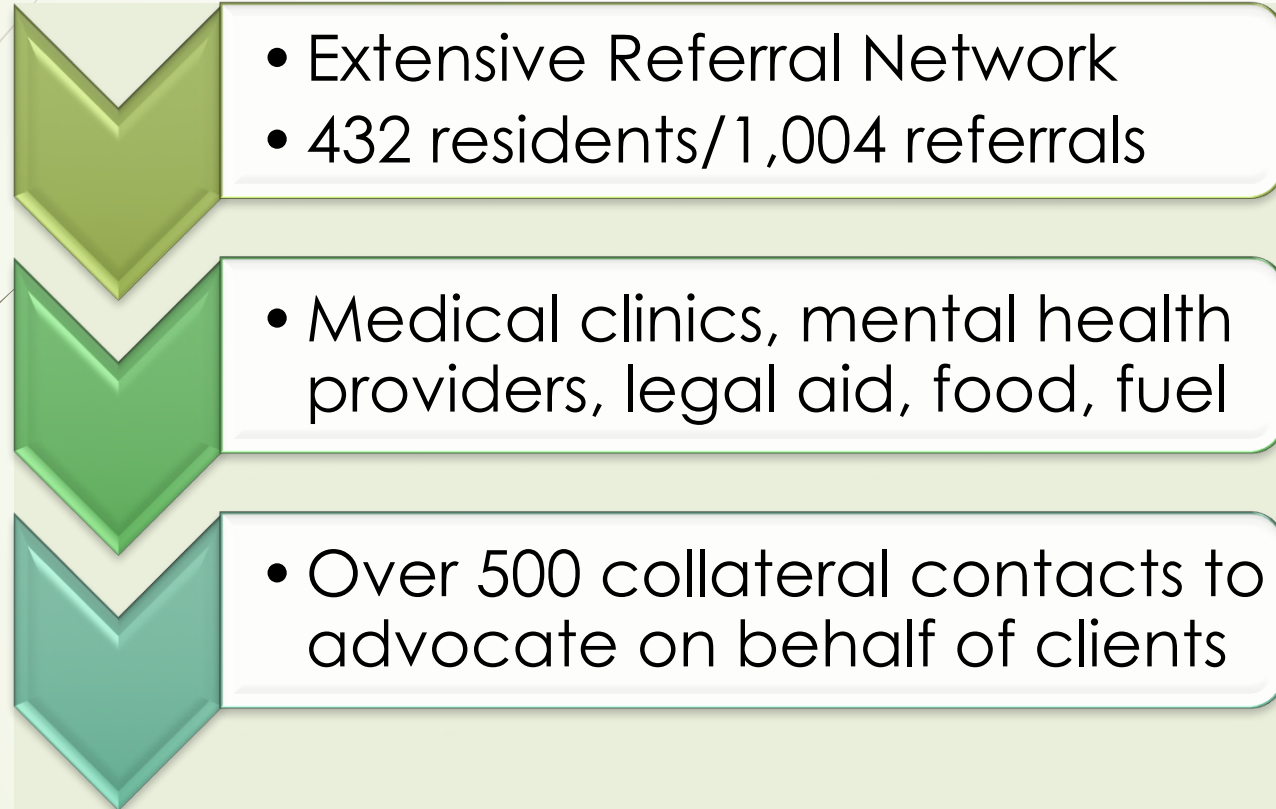 • Extensive Referral Network
• 432 residents/1,004 referrals
• Medical clinics, mental health
providers, legal aid, food, fuel
• Over 500 collateral contacts to
advocate on behalf of clients